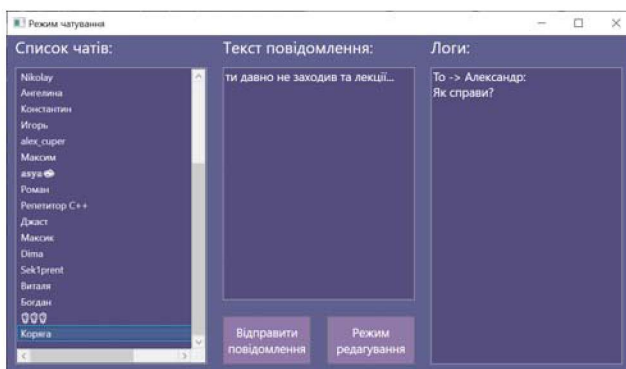 Режим чатування
Список чатів:
Текст повідомлення:
Логи:
Nikolay
Ангелина
Константин
Игорь
alex_cuper
Максим
asya
Роман
Репетитор C++
Джаст
Максик
Dima
Sek1prent
Виталя
Богдан
Коряга
ти давно не заходив та лекції...
То -> Александр:
Як справи?
Відправити
повідомлення
Режим
редагування